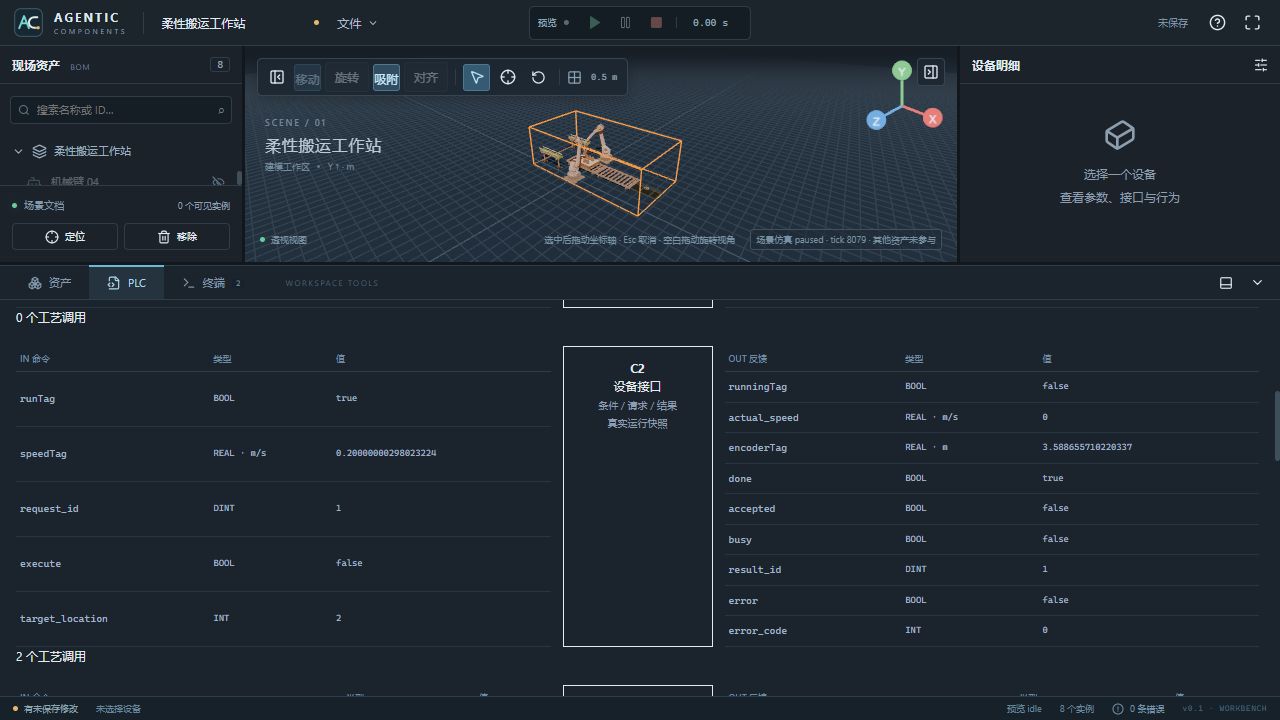 AGENTIC
COMPONENTS
柔性搬运工作站
文件
预览
0.00 s
未保存
现场资产 BOM 8
搜索名称或 ID...
柔性搬运工作站
机械臂 04
场景文档
0 个可见实例
定位
移除
移动
旋转
吸附
对齐
0.5 m
SCENE / 01
柔性搬运工作站
建模工作区 • Y↑ · m
Y
Z
X
透视视图
选中后拖动坐标轴 · Esc 取消 · 空白拖动旋转视角
场景仿真 paused · tick 8079 · 其他资产未参与
设备明细
选择一个设备
查看参数、接口与行为
资产
PLC
终端 2
WORKSPACE TOOLS
0 个工艺调用
IN 命令 类型 值
runTag BOOL true
speedTag REAL · m/s 0.20000000298023224
request_id DINT 1
execute BOOL false
target_location INT 2
C2
设备接口
条件 / 请求 / 结果
真实运行快照
OUT 反馈 类型 值
runningTag BOOL false
actual_speed REAL · m/s 0
encoderTag REAL · m 3.588655710220337
done BOOL true
accepted BOOL false
busy BOOL false
result_id DINT 1
error BOOL false
error_code INT 0
2 个工艺调用
IN 命令 类型 值
OUT 反馈 类型 值
有未保存修改
未选择设备
预览 idle
8 个实例
0 条错误
v0.1 · WORKBENCH